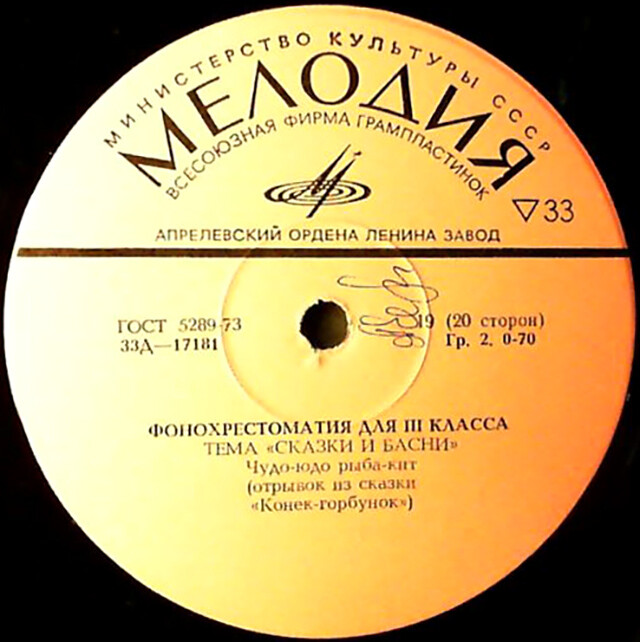 МИНИСТЕРСТВО КУЛЬТУРЫ СССР
МЕЛОДИЯ
ВСЕСОЮЗНАЯ ФИРМА ГРАМПЛАСТИНОК
▽33
АПРЕЛЕВСКИЙ ОРДЕНА ЛЕНИНА ЗАВОД
ГОСТ 5289-73
33Д—17181
19 (20 сторон)
Гр. 2, 0-70
ФОНОХРЕСТОМАТИЯ ДЛЯ III КЛАССА
ТЕМА «СКАЗКИ И БАСНИ»
Чудо-юдо рыба-кит
(отрывок из сказки
«Конек-горбунок»)